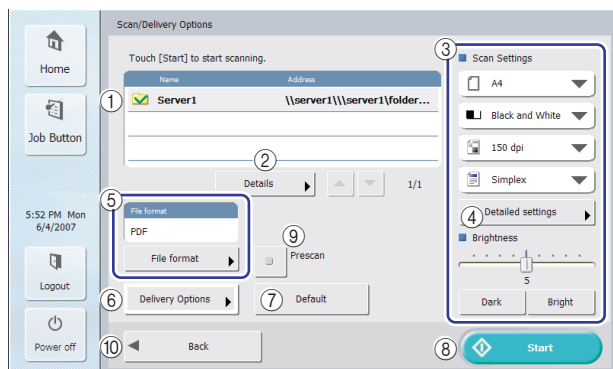 Scan/Delivery Options
Home
Job Button
5:52 PM Mon
6/4/2007
Logout
Power off
Touch [Start] to start scanning.
Name Address
① Server1 \\server1\\\server1\folder...
② Details 1/1
⑤ File format
PDF
File format
⑨ Prescan
⑥ Delivery Options
⑦ Default
③ Scan Settings
A4
Black and White
150 dpi
Simplex
④ Detailed settings
Brightness
5
Dark Bright
⑩ Back
⑧ Start